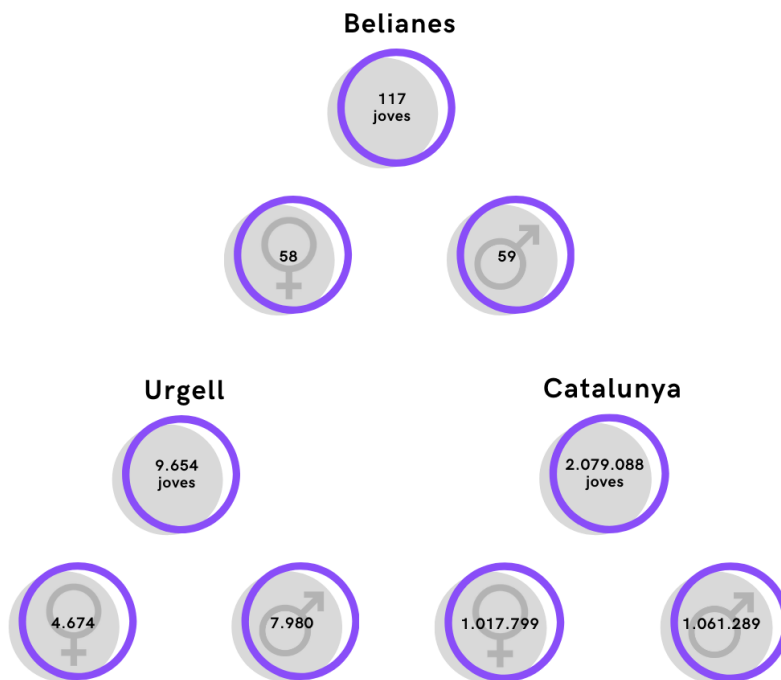 Belianes
117
joves
58
59
Urgell
Catalunya
9.654
joves
2.079.088
joves
4.674
7.980
1.017.799
1.061.289